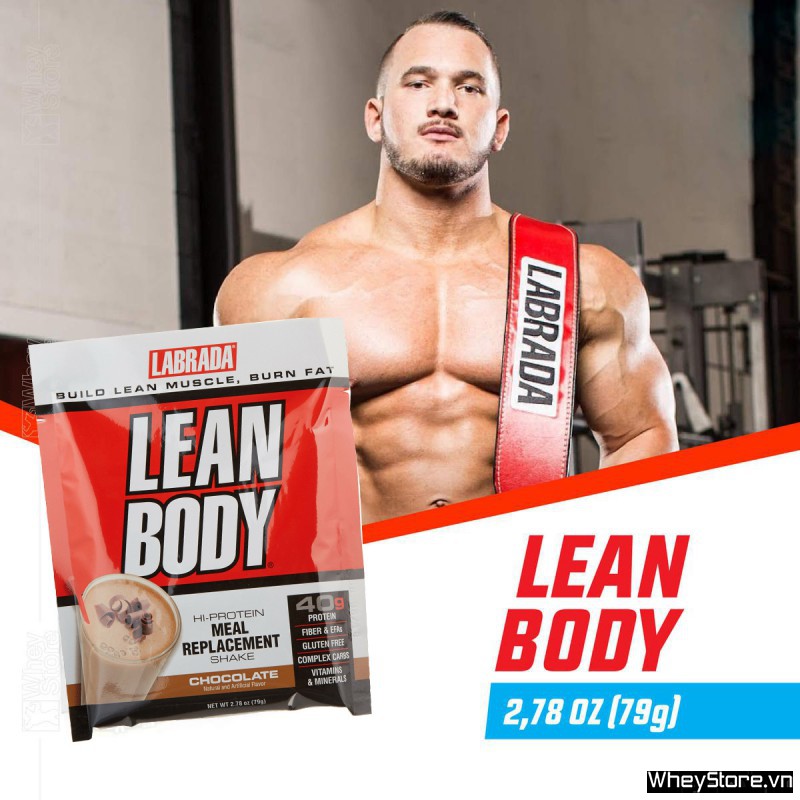 LABRADA
LABRADA®
BUILD LEAN MUSCLE, BURN FAT
LEAN
BODY®
HI-PROTEIN
MEAL
REPLACEMENT
SHAKE
CHOCOLATE
Natural and Artificial Flavor
NET WT 2.78 oz (79g)
40g
PROTEIN
FIBER & EFAs
GLUTEN FREE
COMPLEX CARBS
VITAMINS
& MINERALS
LEAN
BODY
2,78 OZ (79g)
WheyStore.vn